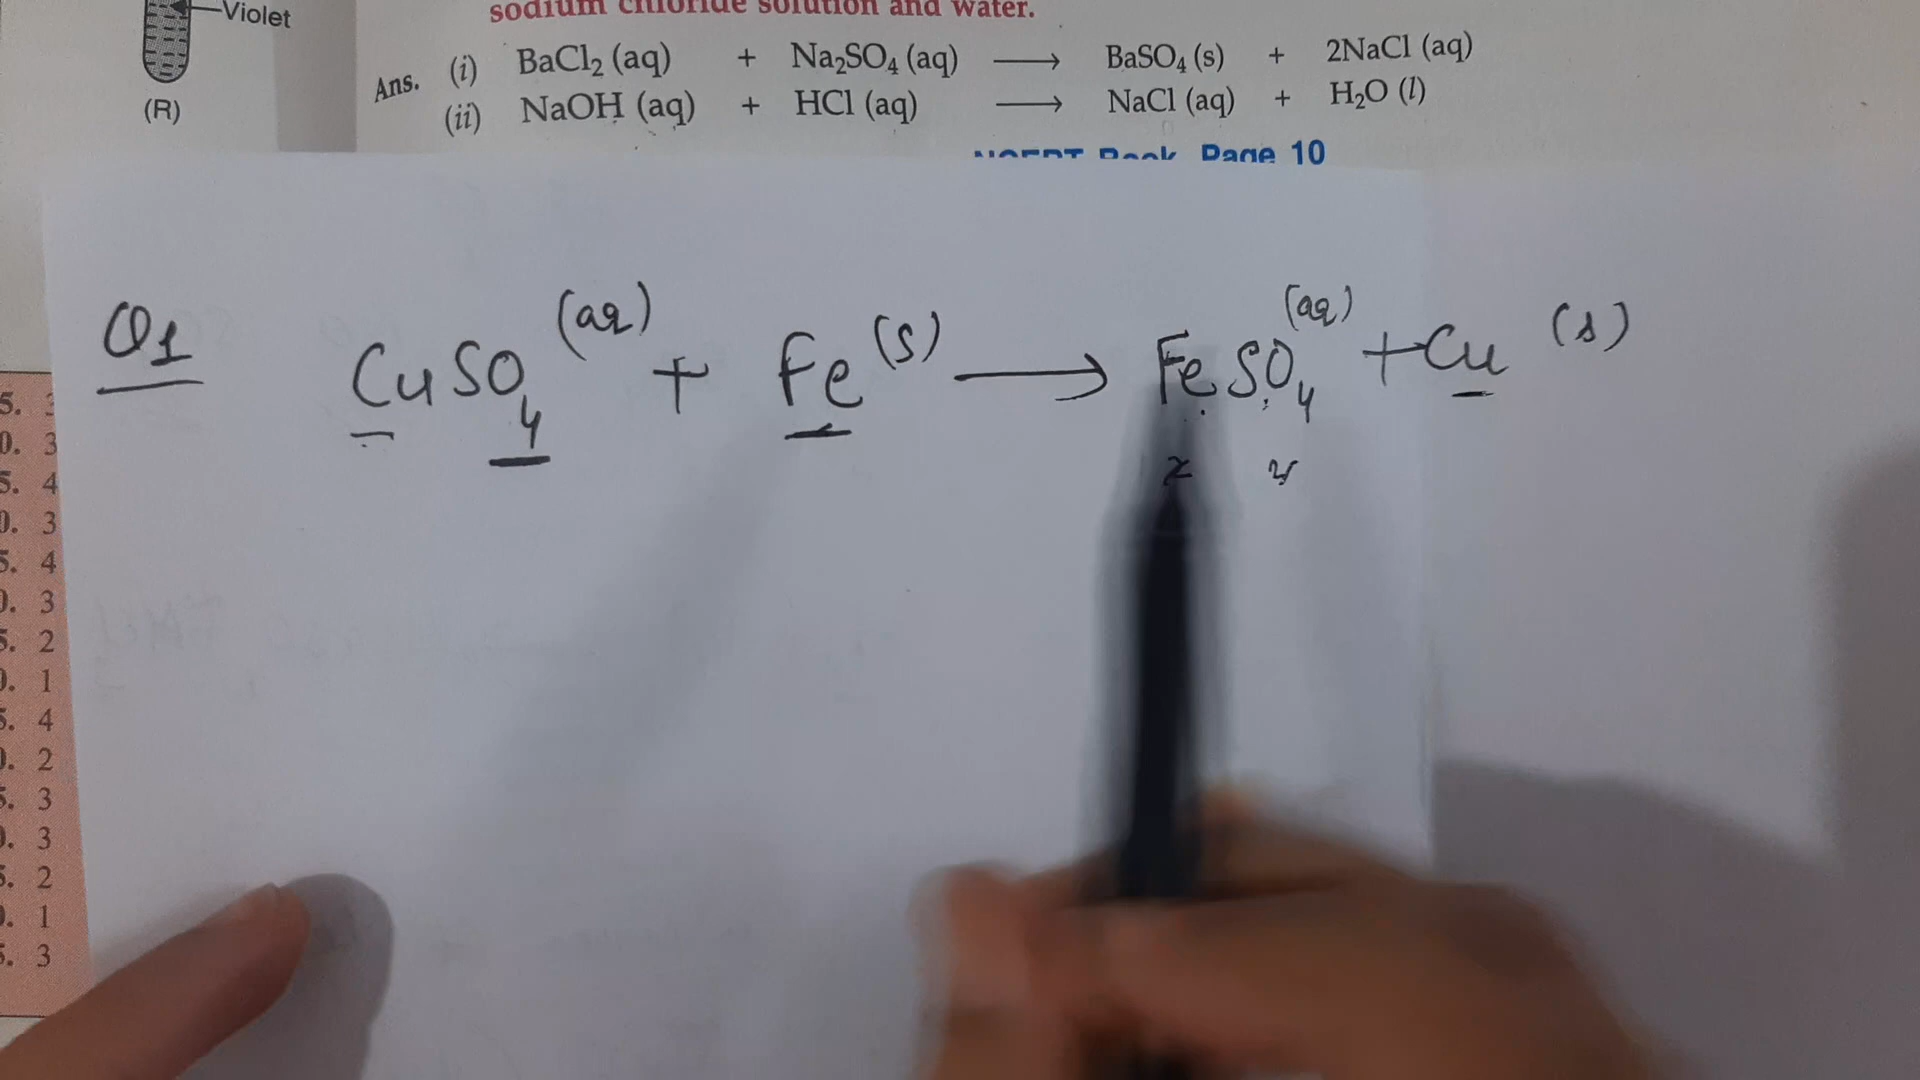 Violet
(R)
sodium chloride solution and water.
Ans. (i) BaCl₂ (aq) + Na₂SO₄ (aq) ⟶ BaSO₄ (s) + 2NaCl (aq)
(ii) NaOH (aq) + HCl (aq) ⟶ NaCl (aq) + H₂O (l)
NCERT Book, Page 10
Q1 CuSO₄ (aq) + Fe (s) ⟶ FeSO₄ (aq) + Cu (s)
5.
0. 3
5. 4
0. 3
5. 4
0. 3
5. 2
0. 1
5. 4
0. 2
5. 3
0. 3
5. 2
0. 1
5. 3